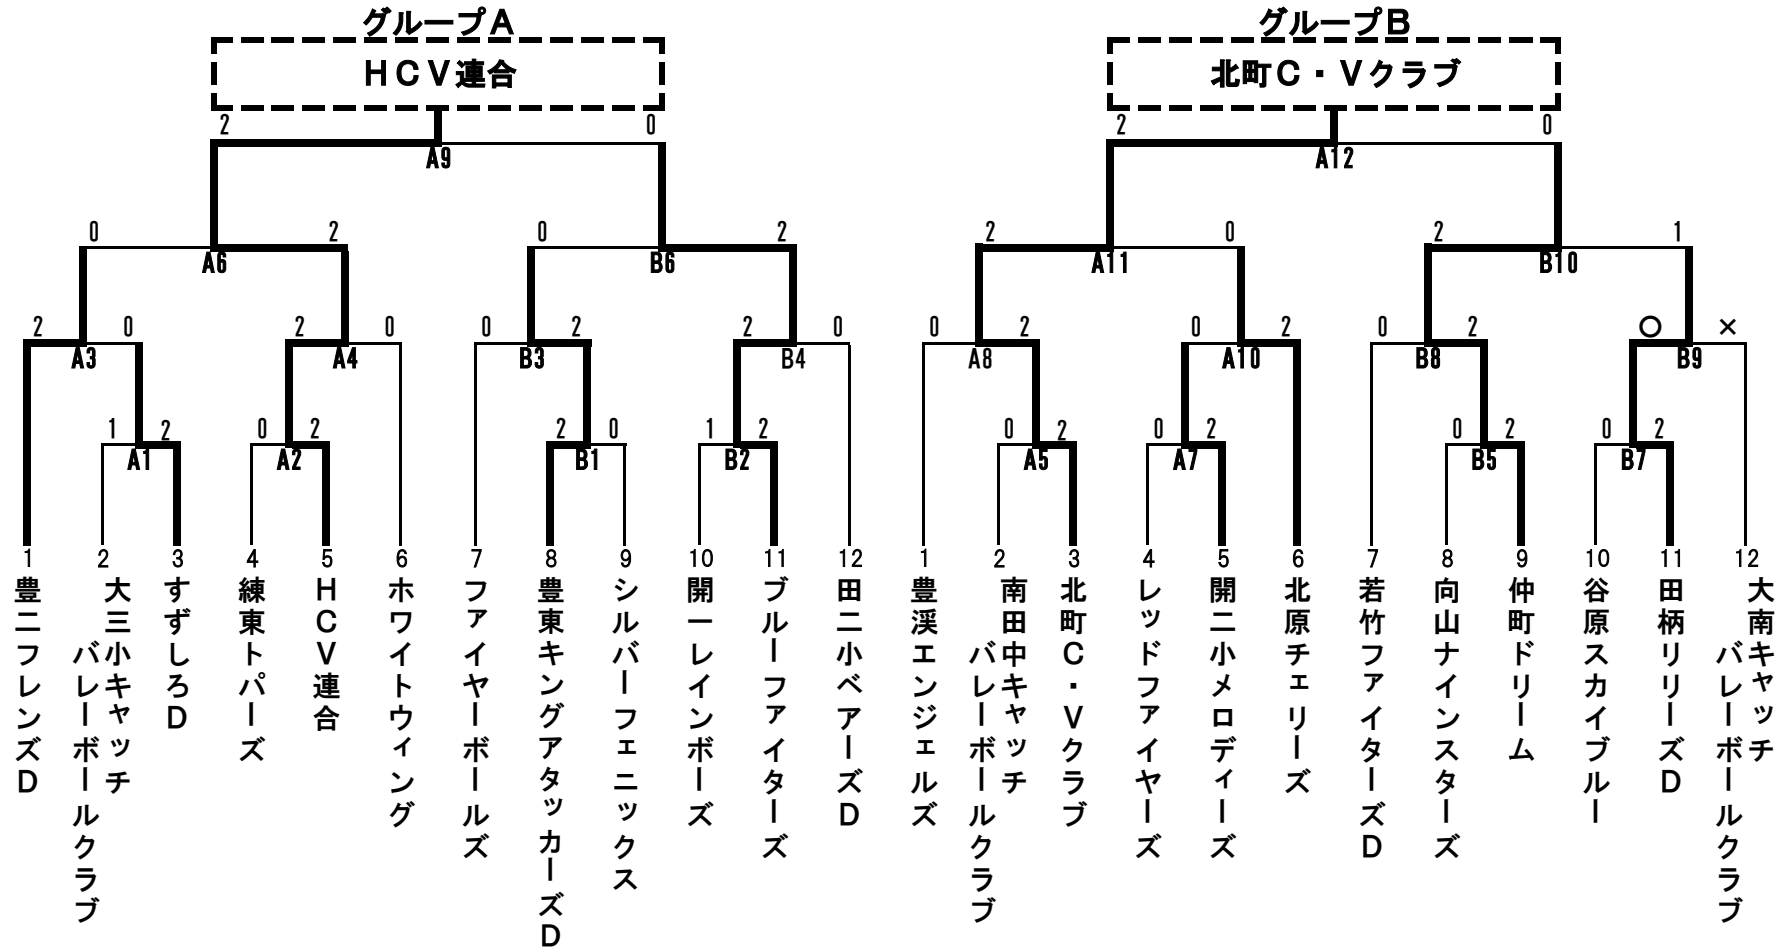 グループA
グループB
HCV連合
北町C・Vクラブ
2
0
2
0
A9
A12
0
2
0
2
2
0
2
1
A6
B6
A11
B10
2
0
2
0
0
2
2
0
0
2
0
2
0
2
○
×
A3
A4
B3
B4
A8
A10
B8
B9
1
2
0
2
2
0
1
2
0
2
0
2
0
2
0
2
A1
A2
B1
B2
A5
A7
B5
B7
1
2
3
4
5
6
7
8
9
10
11
12
1
2
3
4
5
6
7
8
9
10
11
12
豊二フレンズD
大三小キャッチ
バレーボールクラブ
すずしろD
練東トパーズ
HCV連合
ホワイトウィング
ファイヤーボールズ
豊東キングアタッカーズD
シルバーフェニックス
開一レインボーズ
ブルーファイターズ
田二小ベアーズD
豊渓エンジェルズ
南田中キャッチ
バレーボールクラブ
北町C・Vクラブ
レッドファイヤーズ
開二小メロディーズ
北原チェリーズ
若竹ファイターズD
向山ナインスターズ
仲町ドリーム
谷原スカイブルー
田柄リリーズD
大南キャッチ
バレーボールクラブ